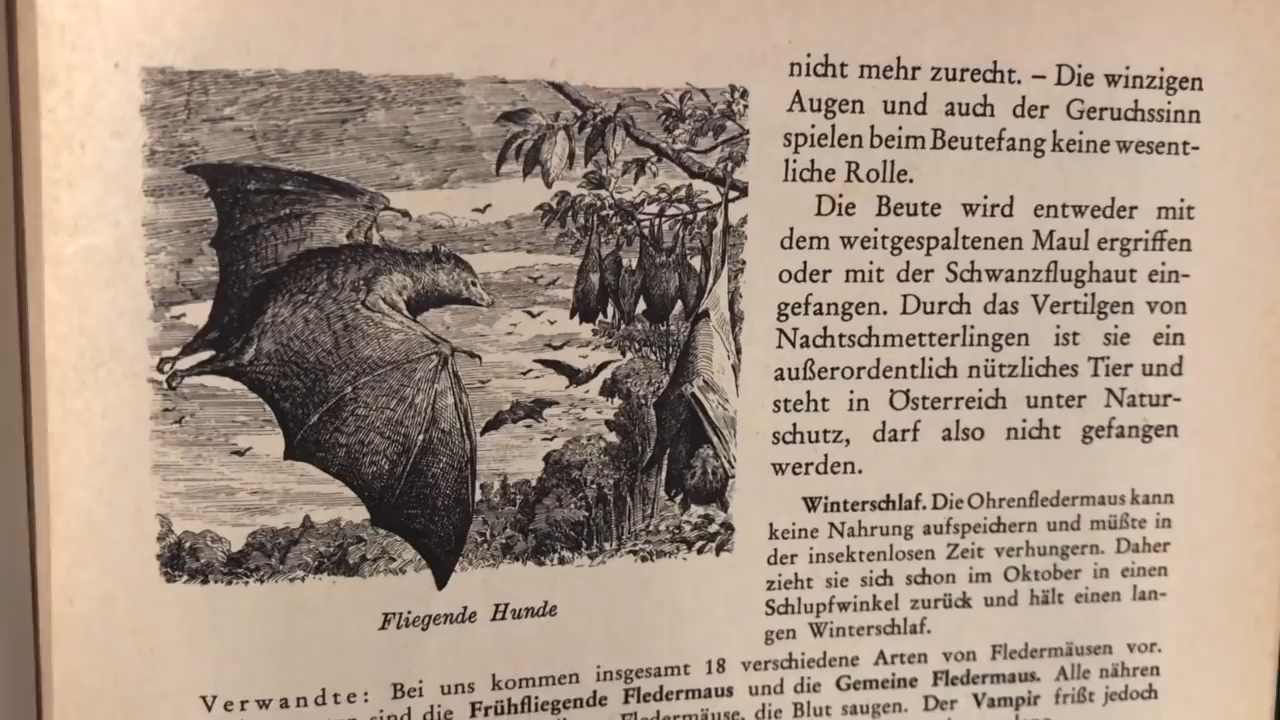 nicht mehr zurecht. – Die winzigen
Augen und auch der Geruchssinn
spielen beim Beutefang keine wesent-
liche Rolle.
Die Beute wird entweder mit
dem weitgespaltenen Maul ergriffen
oder mit der Schwanzflughaut ein-
gefangen. Durch das Vertilgen von
Nachtschmetterlingen ist sie ein
außerordentlich nützliches Tier und
steht in Österreich unter Natur-
schutz, darf also nicht gefangen
werden.
Winterschlaf. Die Ohrenfledermaus kann
keine Nahrung aufspeichern und müßte in
der insektenlosen Zeit verhungern. Daher
zieht sie sich schon im Oktober in einen
Schlupfwinkel zurück und hält einen lan-
gen Winterschlaf.
Fliegende Hunde
Verwandte: Bei uns kommen insgesamt 18 verschiedene Arten von Fledermäusen vor.
sind die Frühfliegende Fledermaus und die Gemeine Fledermaus. Alle nähren
Fledermäuse, die Blut saugen. Der Vampir frißt jedoch